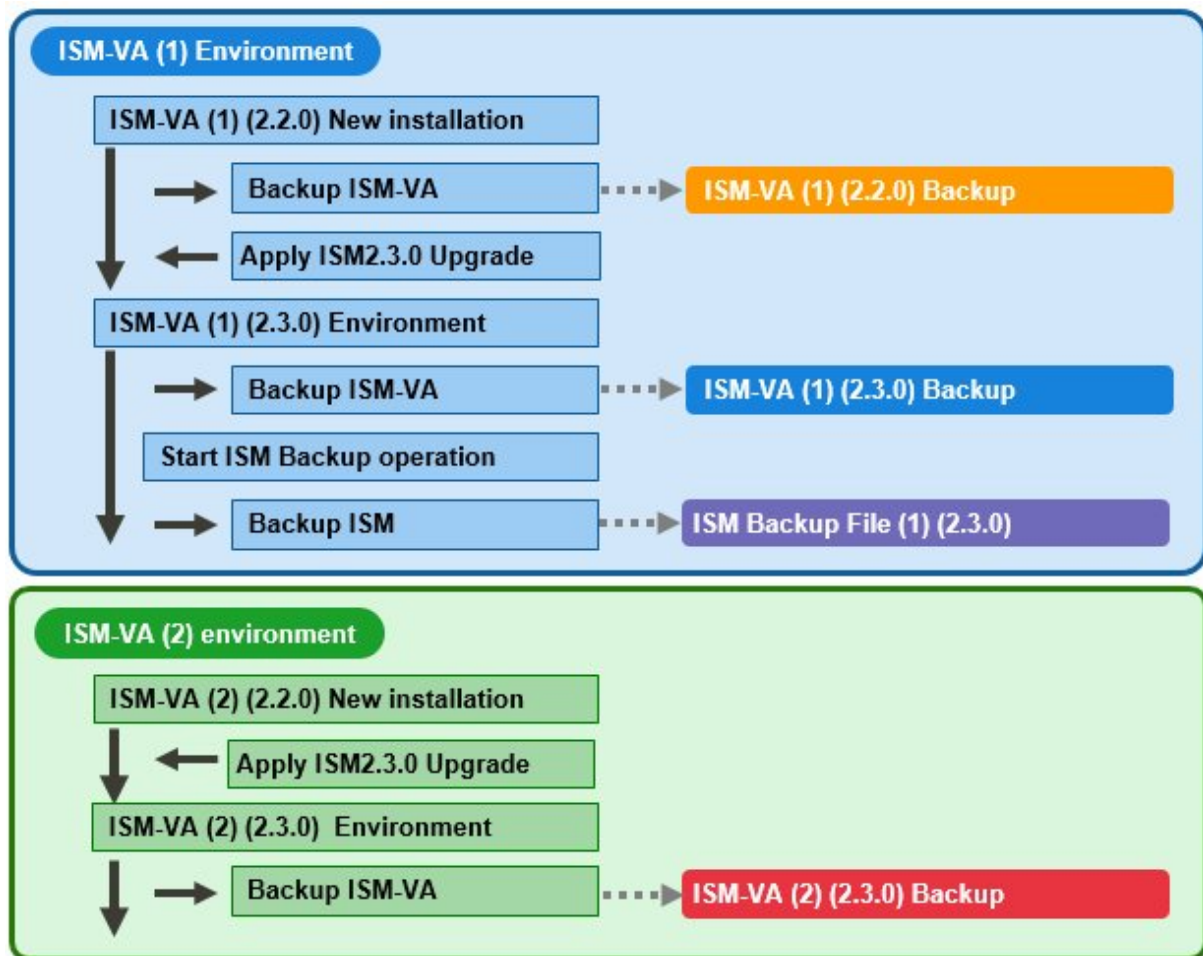 ISM-VA (1) Environment
ISM-VA (1) (2.2.0) New installation
Backup ISM-VA
ISM-VA (1) (2.2.0) Backup
Apply ISM2.3.0 Upgrade
ISM-VA (1) (2.3.0) Environment
Backup ISM-VA
ISM-VA (1) (2.3.0) Backup
Start ISM Backup operation
Backup ISM
ISM Backup File (1) (2.3.0)
ISM-VA (2) environment
ISM-VA (2) (2.2.0) New installation
Apply ISM2.3.0 Upgrade
ISM-VA (2) (2.3.0) Environment
Backup ISM-VA
ISM-VA (2) (2.3.0) Backup